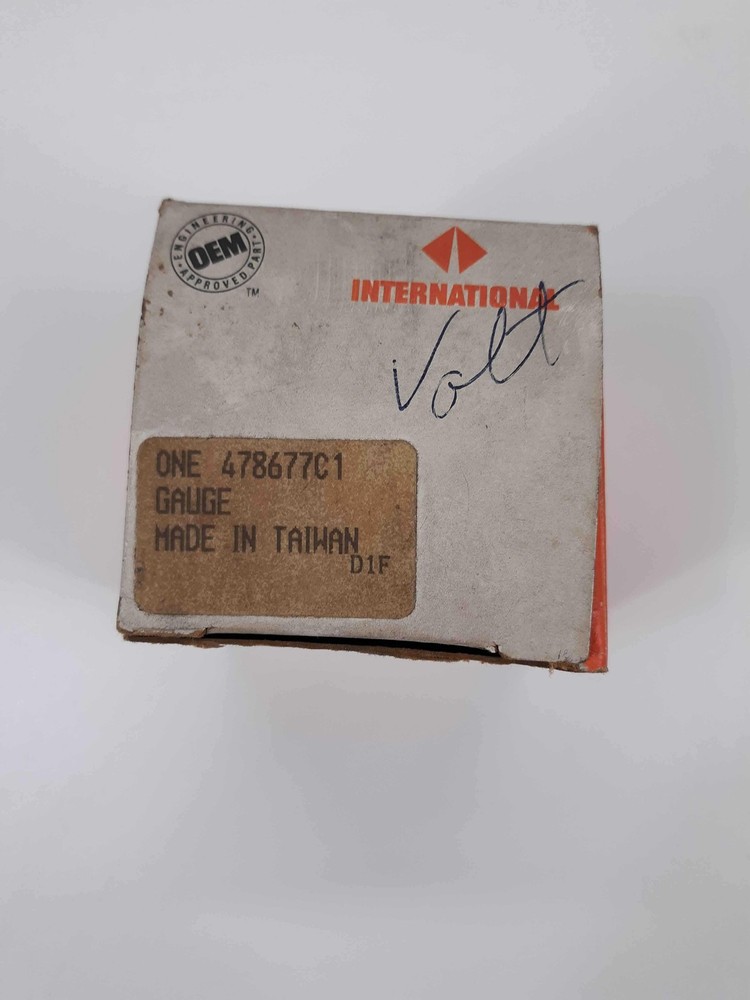 ENGINEERING
OEM
APPROVED PART
TM
INTERNATIONAL
Volt
ONE 478677C1
GAUGE
MADE IN TAIWAN
D1F